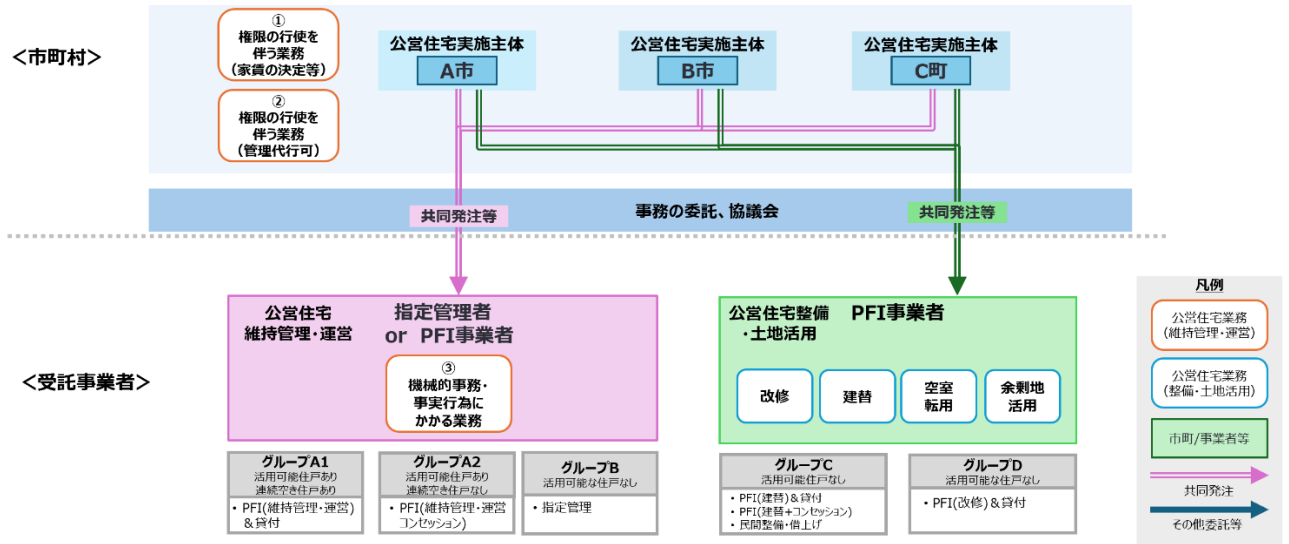 ＜市町村＞
①
権限の行使を
伴う業務
(家賃の決定等)
②
権限の行使を
伴う業務
(管理代行可)
公営住宅実施主体
A市
公営住宅実施主体
B市
公営住宅実施主体
C町
共同発注等
事務の委託、協議会
共同発注等
＜受託事業者＞
公営住宅
維持管理・運営
指定管理者
or PFI事業者
③
機械的事務・
事実行為に
かかる業務
公営住宅整備
・土地活用
PFI事業者
改修
建替
空室
転用
余剰地
活用
グループA1
活用可能住戸あり
連続空き住戸あり
・PFI(維持管理・運営)
＆貸付
グループA2
活用可能住戸あり
連続空き住戸なし
・PFI(維持管理・運営
コンセッション)
グループB
活用可能な住戸なし
・指定管理
グループC
活用可能住戸なし
・PFI(建替)＆貸付
・PFI(建替+コンセッション)
・民間整備・借上げ
グループD
活用可能な住戸なし
・PFI(改修)＆貸付
凡例
公営住宅業務
(維持管理・運営)
公営住宅業務
(整備・土地活用)
市町/事業者等
共同発注
その他委託等